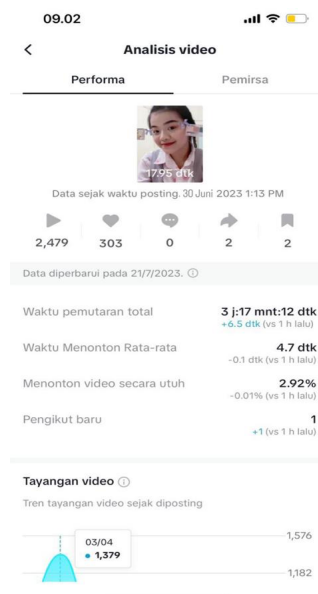 09.02
Analisis video
Performa Pemirsa
17.95 dtk
Data sejak waktu posting. 30 Juni 2023 1:13 PM
2,479 303 0 2 2
Data diperbarui pada 21/7/2023.
Waktu pemutaran total 3 j:17 mnt:12 dtk
+6.5 dtk (vs 1 h lalu)
Waktu Menonton Rata-rata 4.7 dtk
-0.1 dtk (vs 1 h lalu)
Menonton video secara utuh 2.92%
-0.01% (vs 1 h lalu)
Pengikut baru 1
+1 (vs 1 h lalu)
Tayangan video
Tren tayangan video sejak diposting
1,576
03/04
1,379
1,182